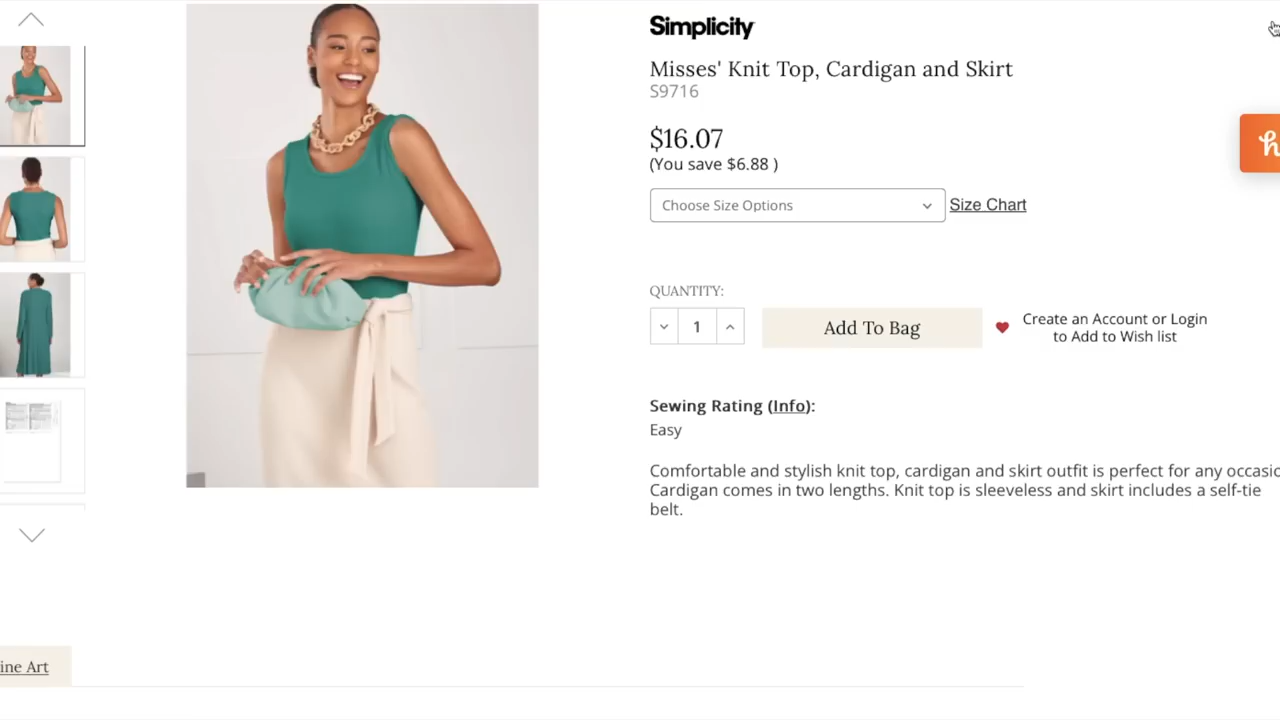 Simplicity
Misses' Knit Top, Cardigan and Skirt
S9716
$16.07
(You save $6.88 )
Choose Size Options
Size Chart
QUANTITY:
1
Add To Bag
Create an Account or Login
to Add to Wish list
Sewing Rating (Info):
Easy
Comfortable and stylish knit top, cardigan and skirt outfit is perfect for any occasio
Cardigan comes in two lengths. Knit top is sleeveless and skirt includes a self-tie
belt.
ine Art